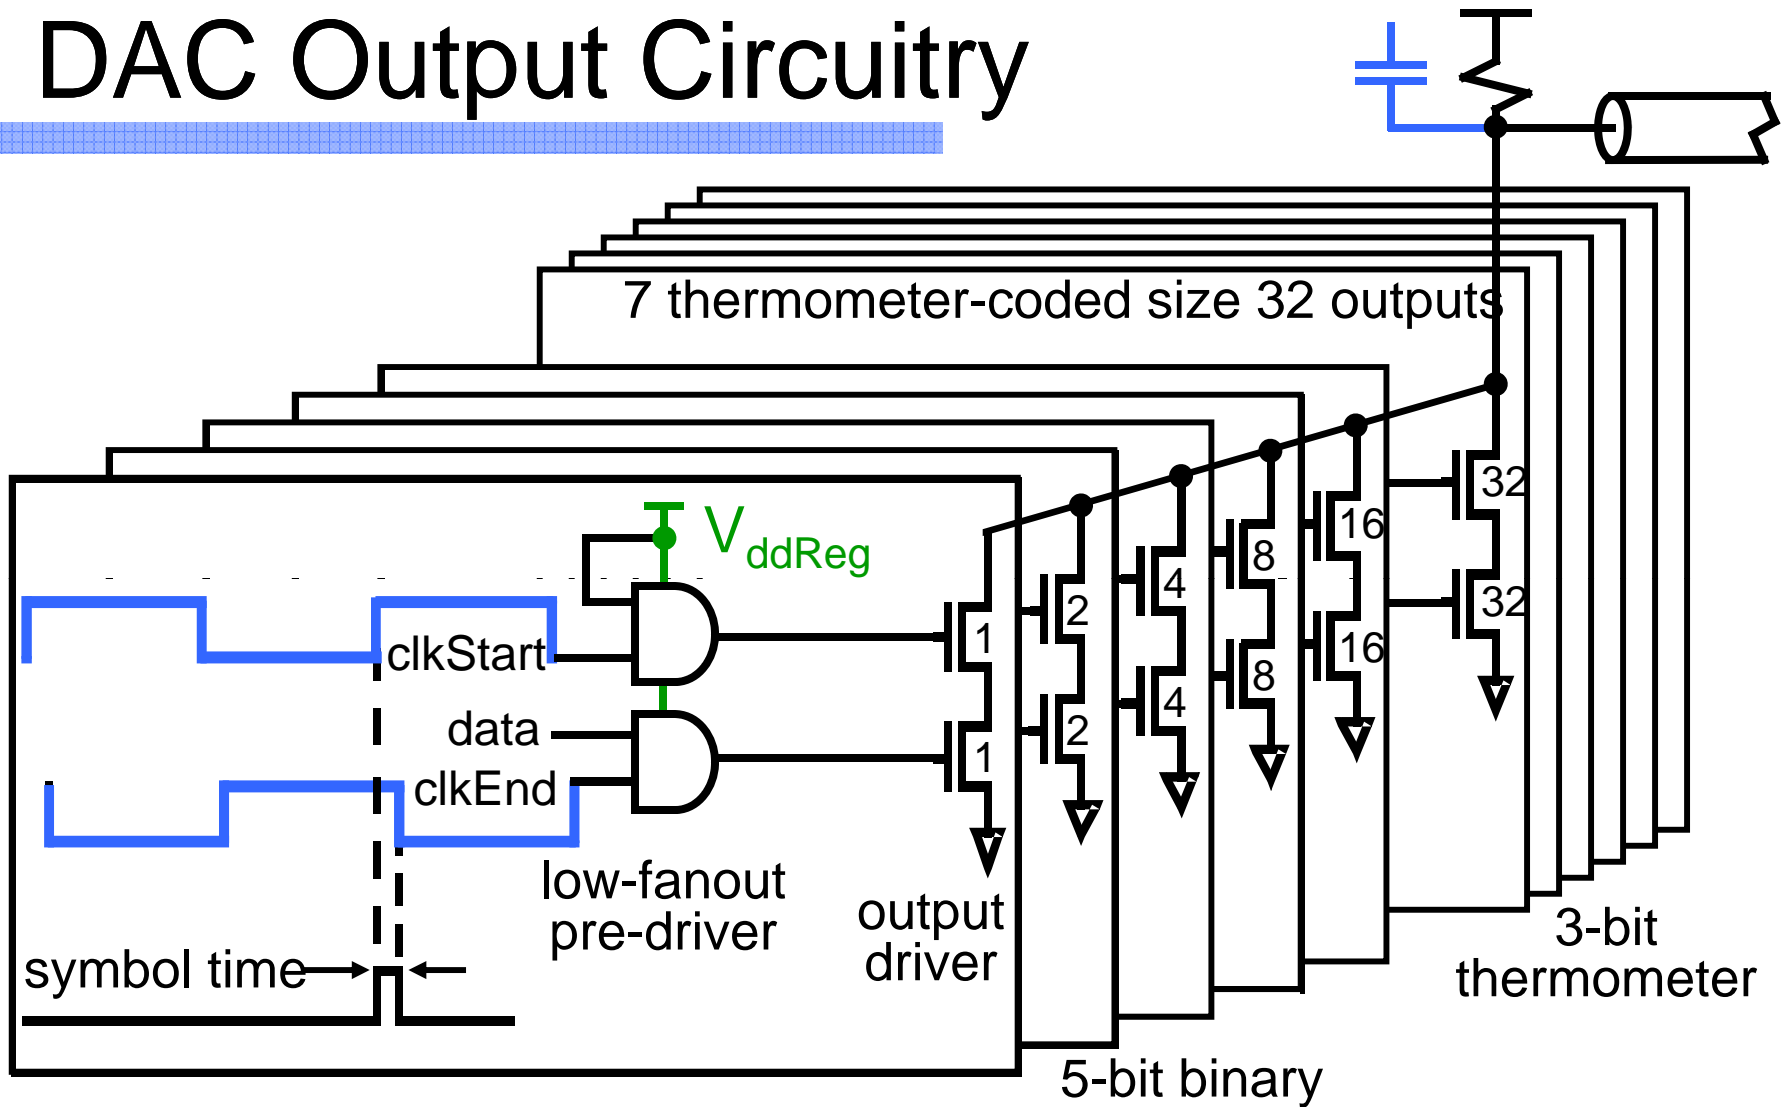 DAC Output Circuitry
7 thermometer-coded size 32 outputs
VddReg
clkStart
data
clkEnd
1
1
2
2
4
4
8
8
16
16
32
32
low-fanout
pre-driver
output
driver
symbol time
3-bit
thermometer
5-bit binary